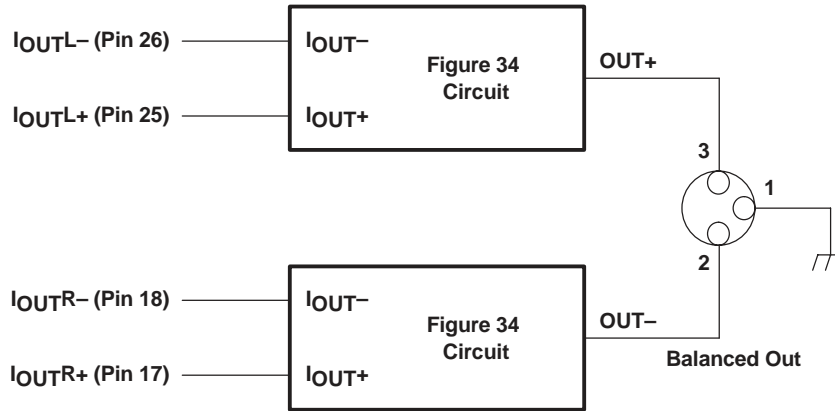 IOUTL– (Pin 26)
IOUT–
Figure 34
Circuit
OUT+
IOUTL+ (Pin 25)
IOUT+
3
1
2
IOUTR– (Pin 18)
IOUT–
Figure 34
Circuit
OUT–
Balanced Out
IOUTR+ (Pin 17)
IOUT+